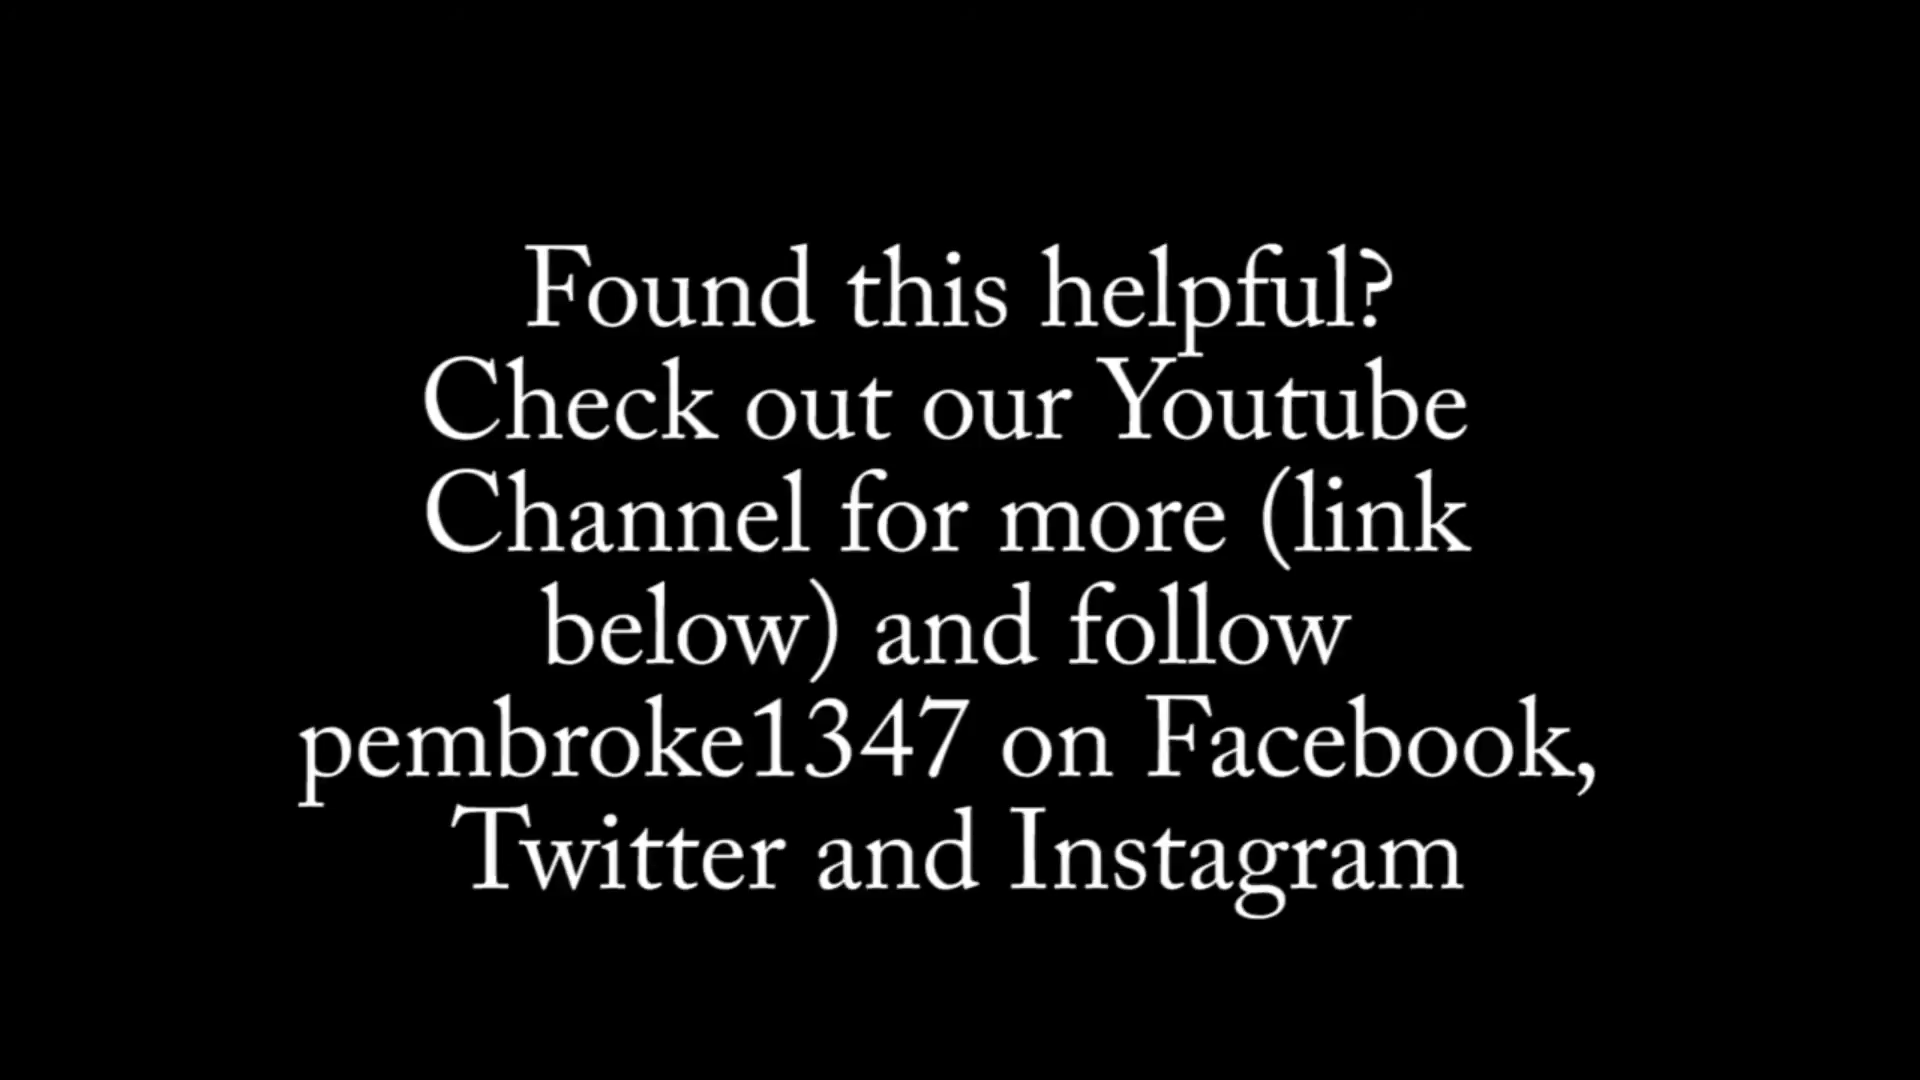 Found this helpful?
Check out our Youtube
Channel for more (link
below) and follow
pembroke1347 on Facebook,
Twitter and Instagram